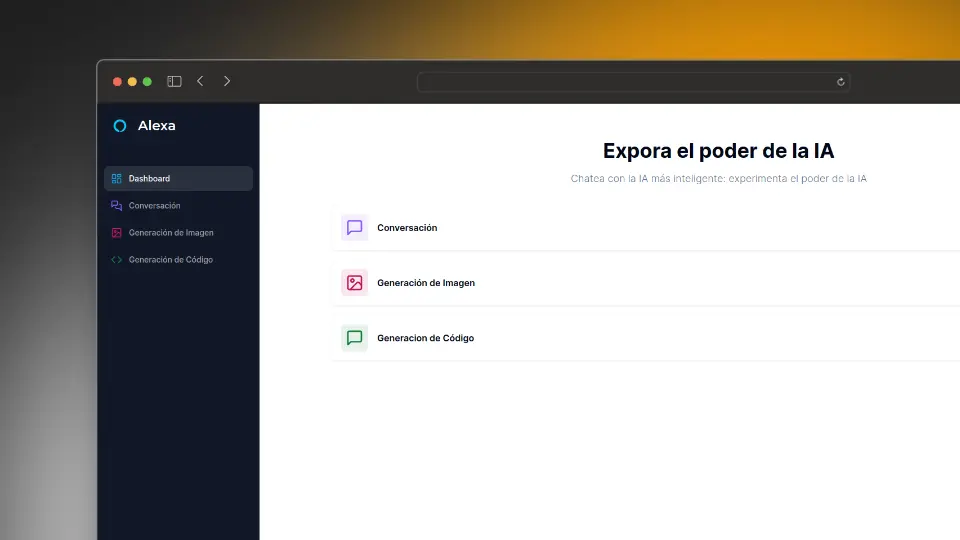 Alexa
Dashboard
Conversación
Generación de Imagen
Generación de Código
Expora el poder de la IA
Chatea con la IA más inteligente: experimenta el poder de la IA
Conversación
Generación de Imagen
Generacion de Código